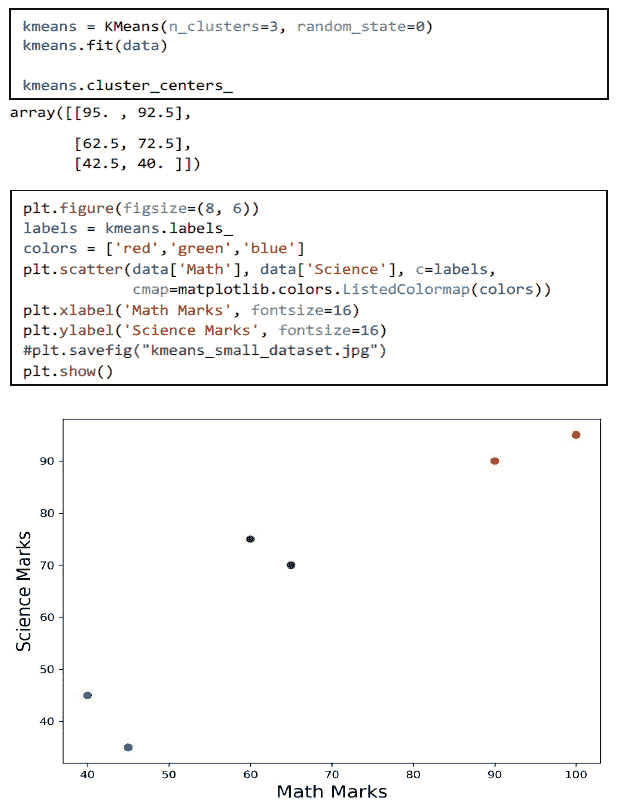 kmeans = KMeans(n_clusters=3, random_state=0)
kmeans.fit(data)
kmeans.cluster_centers_
array([[95. , 92.5],
[62.5, 72.5],
[42.5, 40. ]])
plt.figure(figsize=(8, 6))
labels = kmeans.labels_
colors = ['red','green','blue']
plt.scatter(data['Math'], data['Science'], c=labels,
cmap=matplotlib.colors.ListedColormap(colors))
plt.xlabel('Math Marks', fontsize=16)
plt.ylabel('Science Marks', fontsize=16)
#plt.savefig("kmeans_small_dataset.jpg")
plt.show()
Science Marks
90
80
70
60
50
40
40 50 60 70 80 90 100
Math Marks